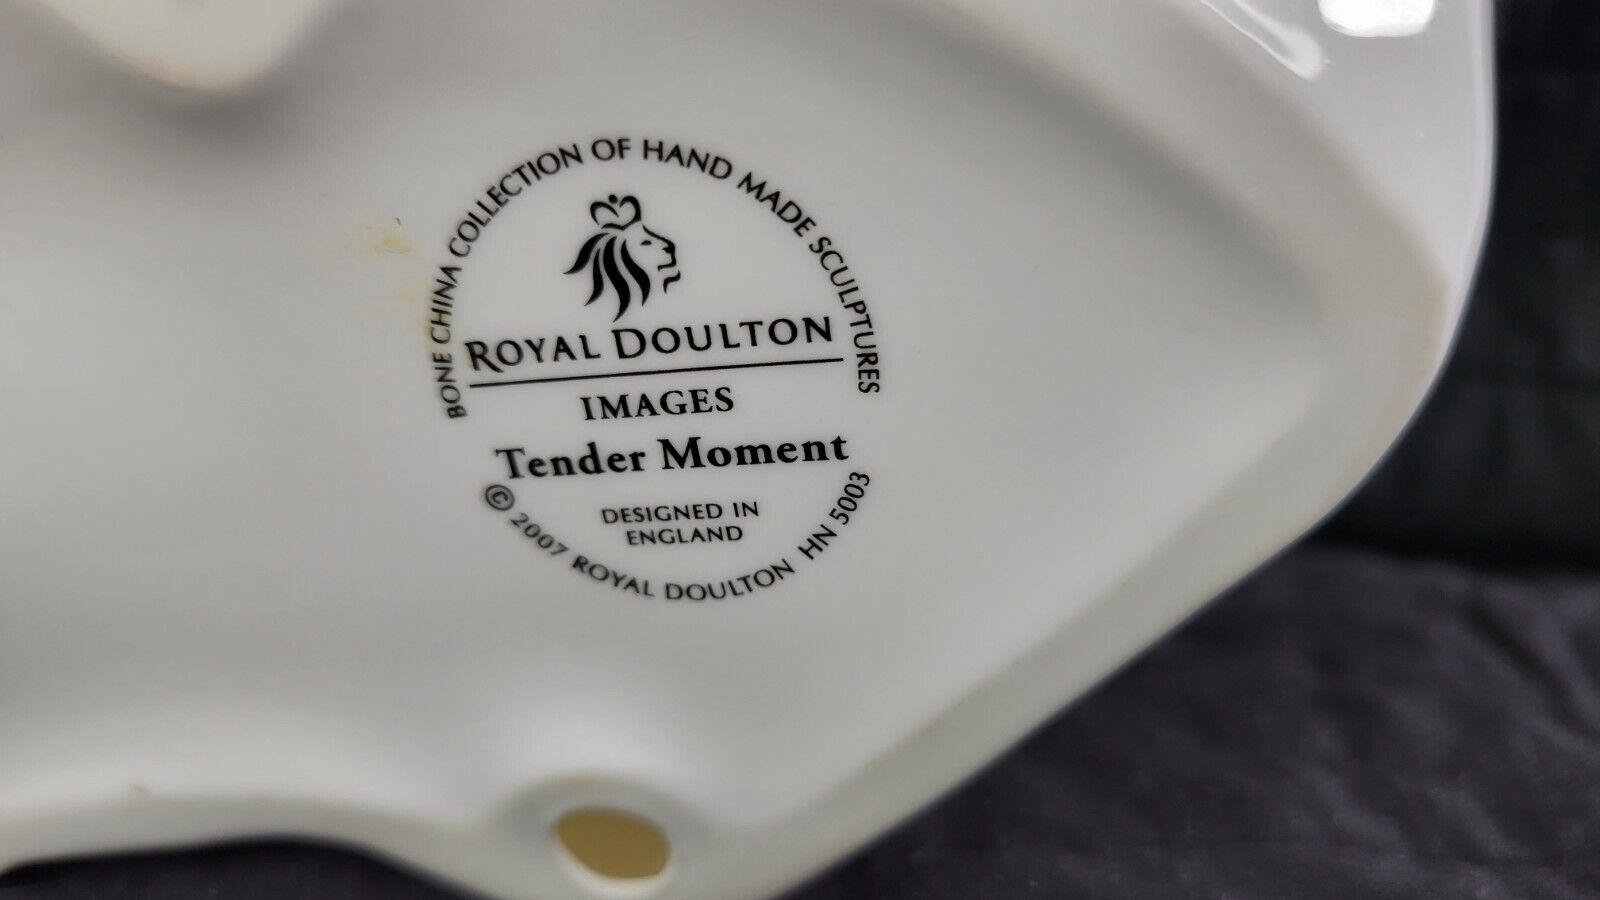 BONE CHINA COLLECTION OF HAND MADE SCULPTURES
ROYAL DOULTON
IMAGES
Tender Moment
DESIGNED IN
ENGLAND
© 2007 ROYAL DOULTON HN 5003